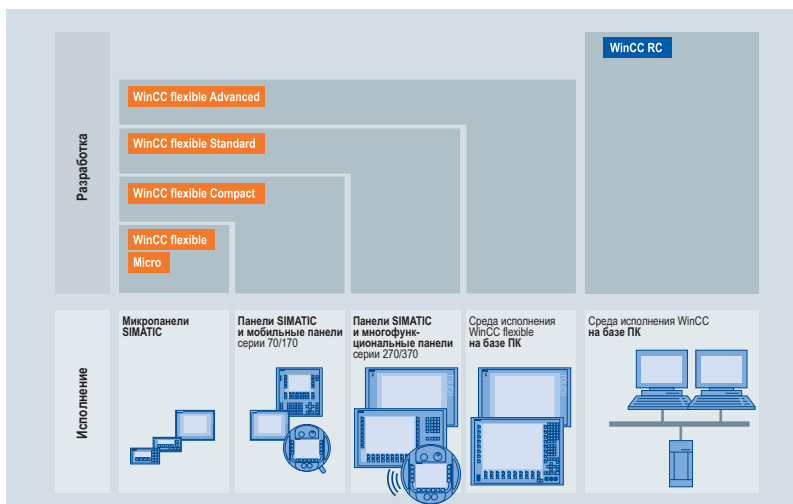 WinCC RC
WinCC flexible Advanced
Разработка
WinCC flexible Standard
WinCC flexible Compact
WinCC flexible
Micro
Исполнение
Микропанели
SIMATIC
Панели SIMATIC
и мобильные панели
серии 70/170
Панели SIMATIC
и многофунк-
циональные панели
серии 270/370
Среда исполнения
WinCC flexible
на базе ПК
Среда исполнения WinCC
на базе ПК